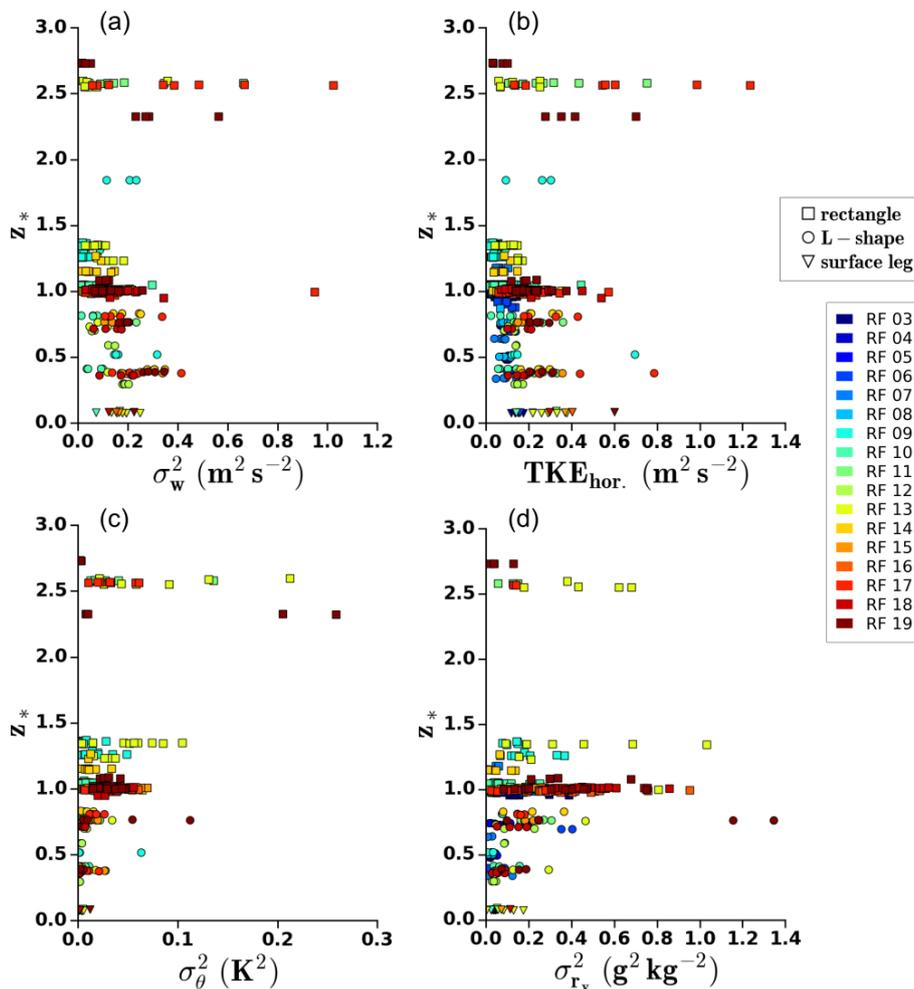 (a)
3.0
2.5
2.0
1.5
1.0
0.5
0.0
z*
0.0 0.2 0.4 0.6 0.8 1.0 1.2
σ²w (m² s⁻²)
(b)
3.0
2.5
2.0
1.5
1.0
0.5
0.0
z*
0.0 0.2 0.4 0.6 0.8 1.0 1.2 1.4
TKEhor. (m² s⁻²)
rectangle
L − shape
surface leg
RF 03
RF 04
RF 05
RF 06
RF 07
RF 08
RF 09
RF 10
RF 11
RF 12
RF 13
RF 14
RF 15
RF 16
RF 17
RF 18
RF 19
(c)
3.0
2.5
2.0
1.5
1.0
0.5
0.0
z*
0.0 0.1 0.2 0.3
σ²θ (K²)
(d)
3.0
2.5
2.0
1.5
1.0
0.5
0.0
z*
0.0 0.2 0.4 0.6 0.8 1.0 1.2 1.4
σ²rx (g² kg⁻²)